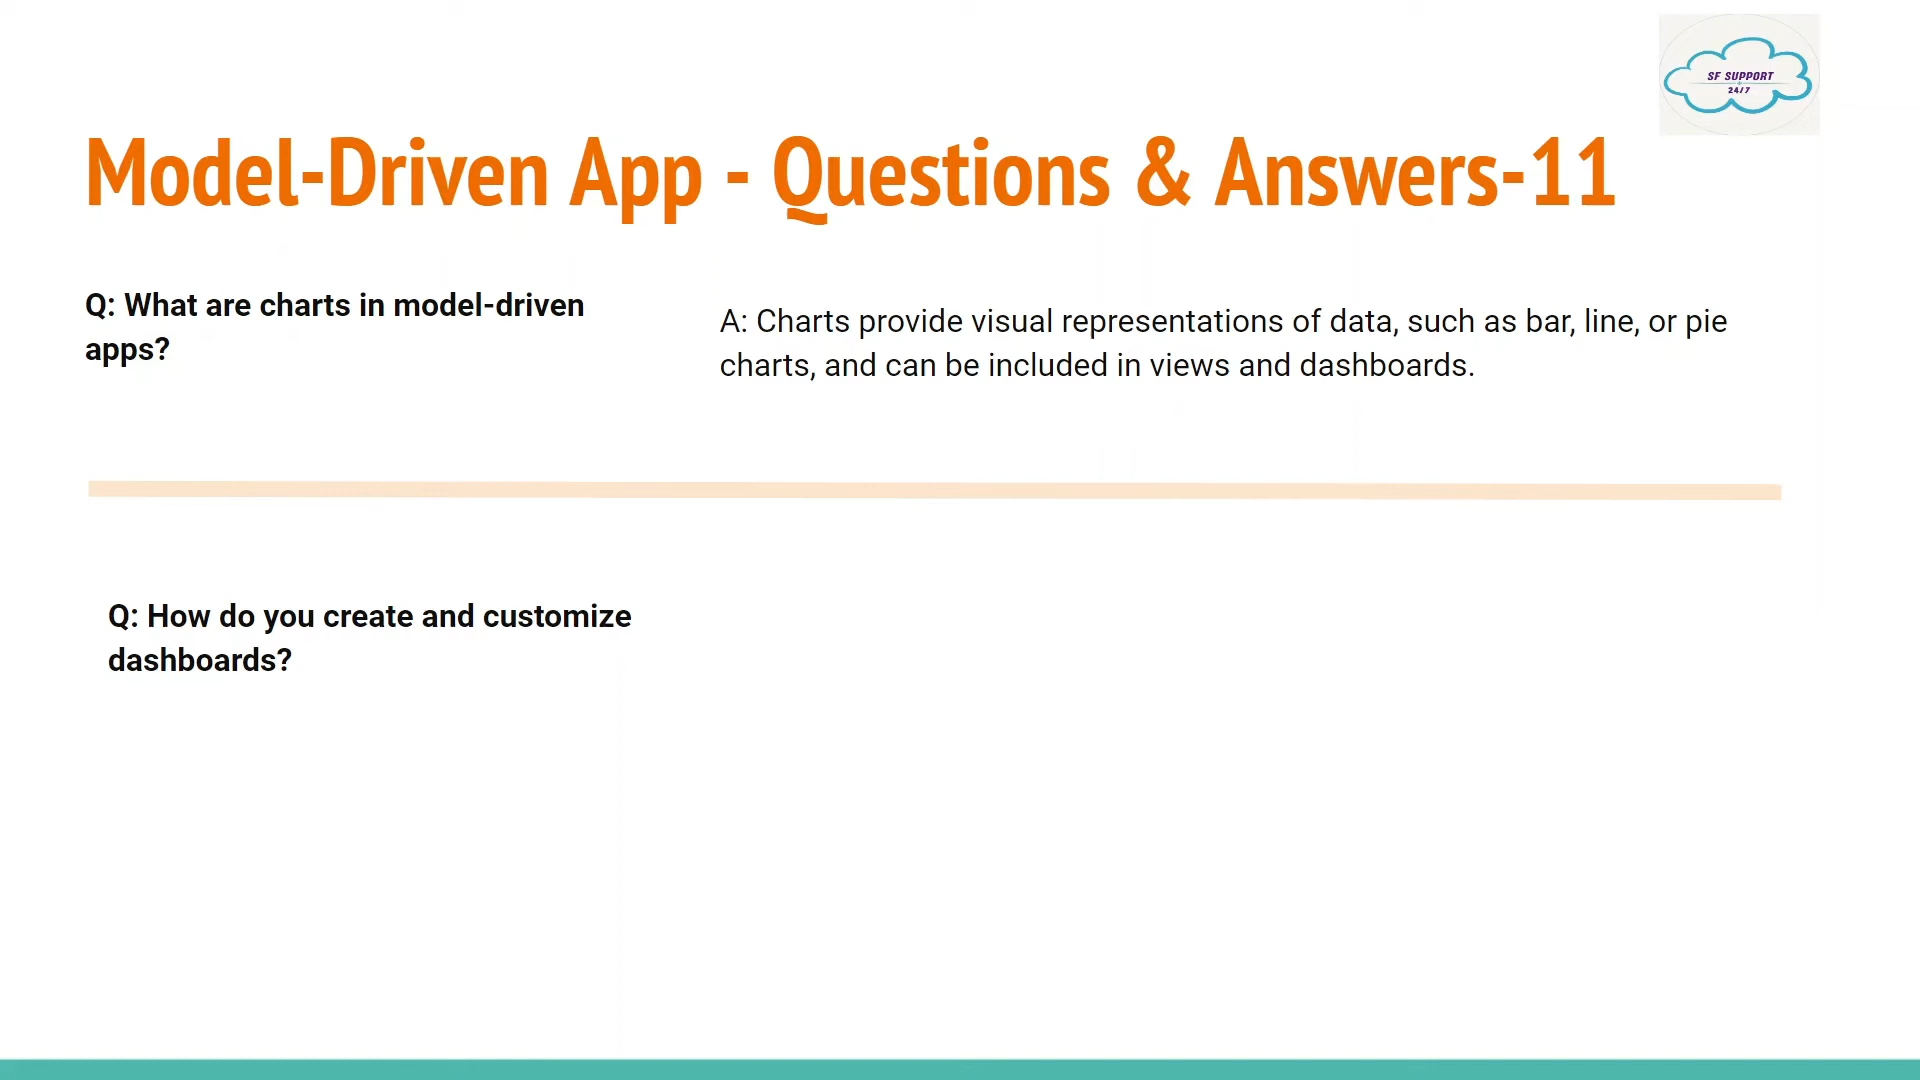 SF SUPPORT
24/7
Model-Driven App - Questions & Answers-11
Q: What are charts in model-driven
apps?
A: Charts provide visual representations of data, such as bar, line, or pie
charts, and can be included in views and dashboards.
Q: How do you create and customize
dashboards?